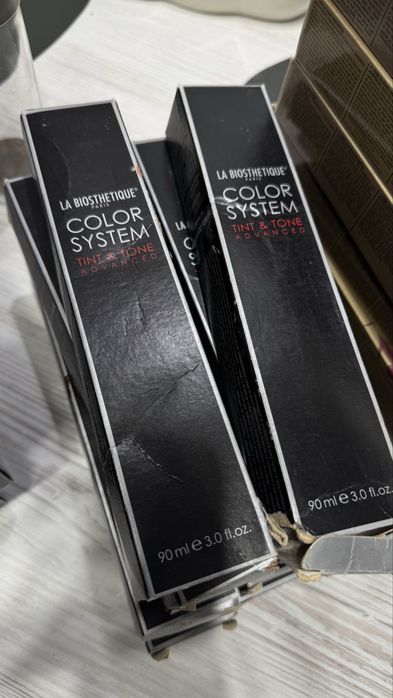 LA BIOSTHETIQUE®
PARIS
COLOR
SYSTEM
TINT & TONE
ADVANCED
90 ml e 3.0 fl.oz.
LA BIOSTHETIQUE®
PARIS
COLOR
SYSTEM
TINT & TONE
ADVANCED
90 ml e 3.0 fl.oz.
LA